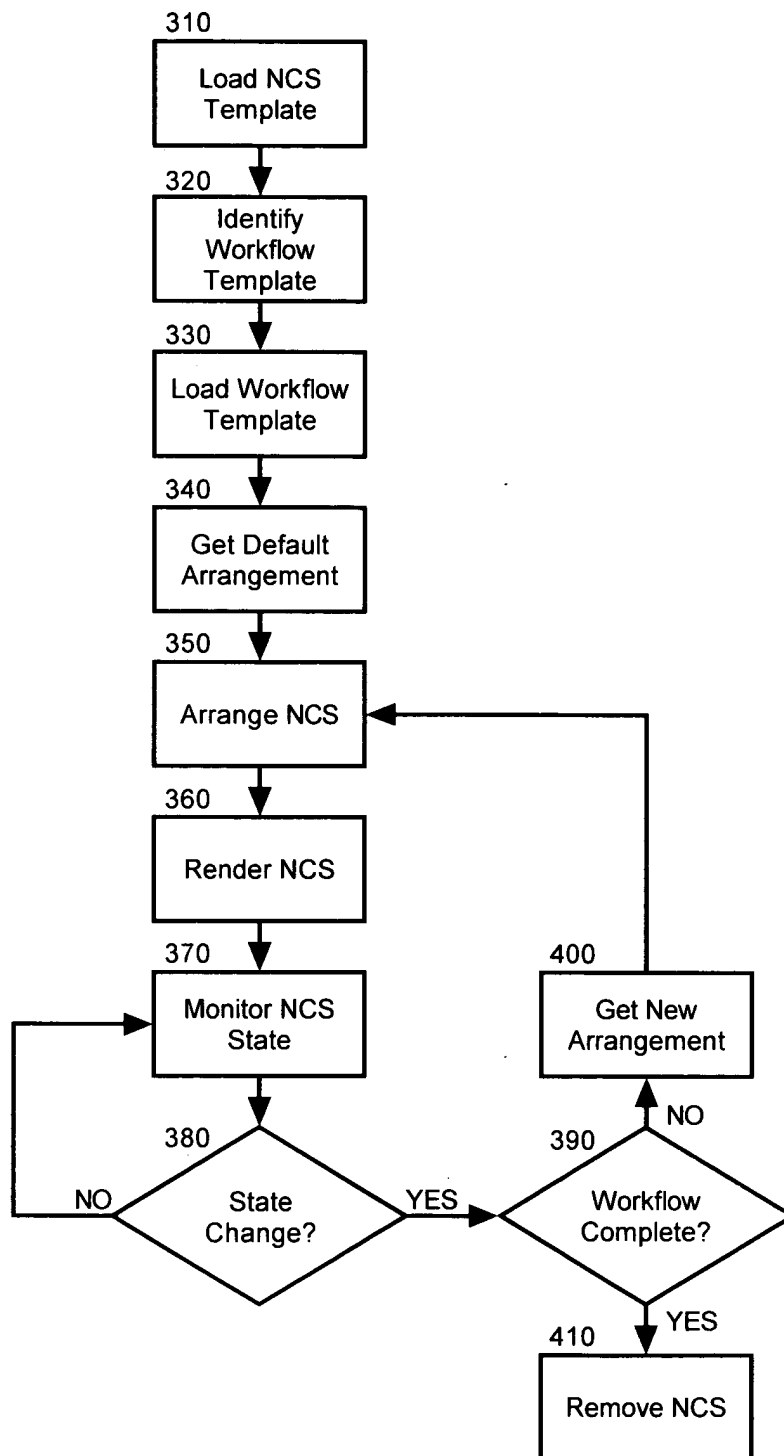 310
Load NCS
Template
320
Identify
Workflow
Template
330
Load Workflow
Template
340
Get Default
Arrangement
350
Arrange NCS
360
Render NCS
370
Monitor NCS
State
400
Get New
Arrangement
380
State
Change?
NO
YES
390
Workflow
Complete?
NO
YES
410
Remove NCS